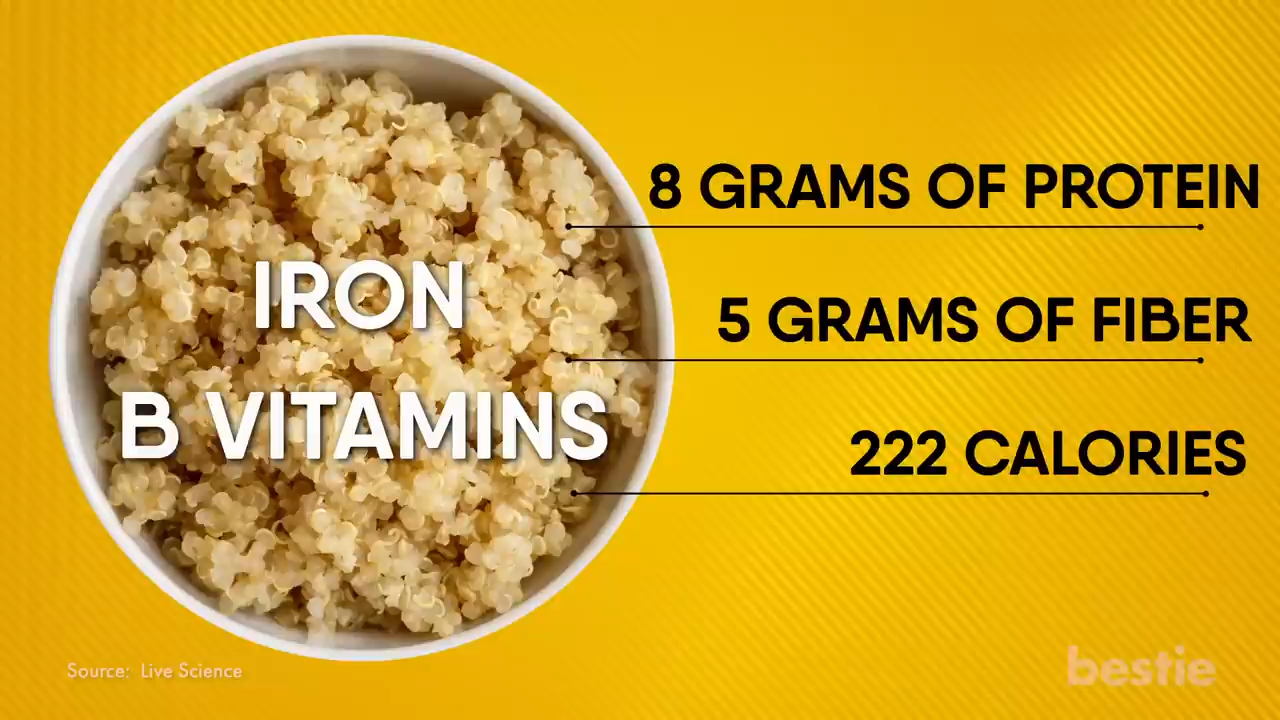 8 GRAMS OF PROTEIN
IRON
5 GRAMS OF FIBER
B VITAMINS
222 CALORIES
Source: Live Science
bestie